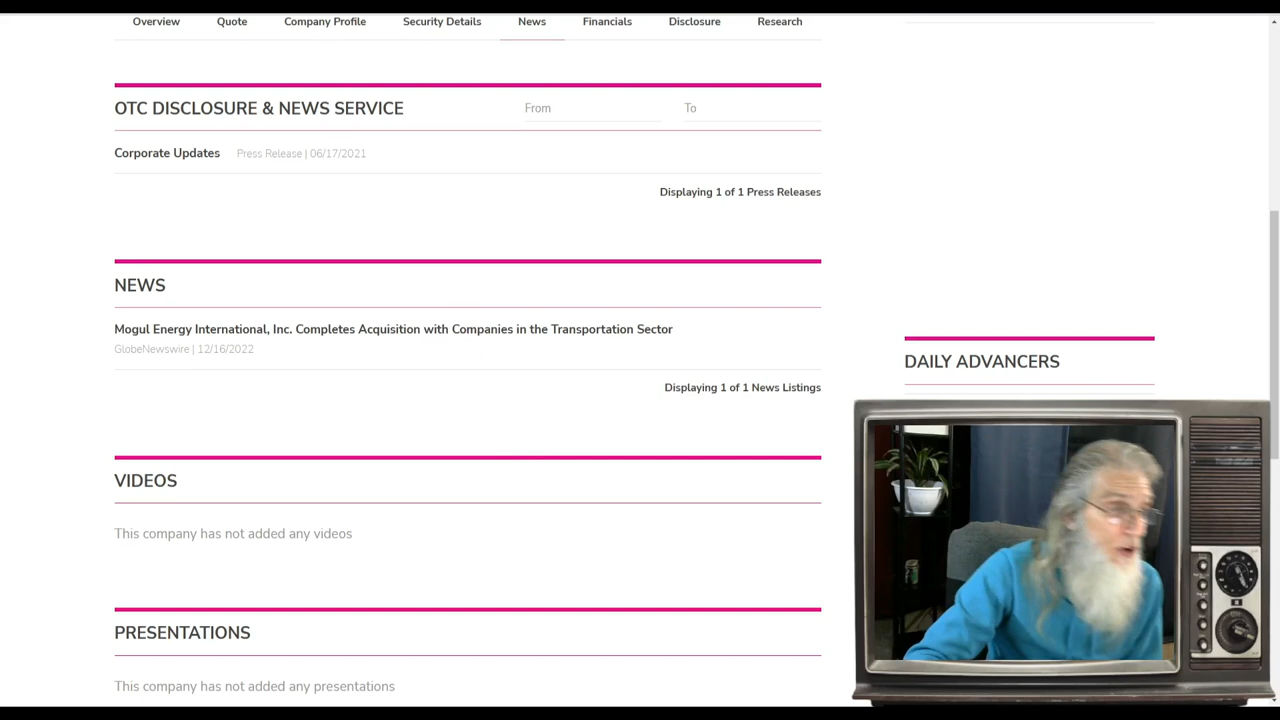 Overview Quote Company Profile Security Details News Financials Disclosure Research
OTC DISCLOSURE & NEWS SERVICE From To
Corporate Updates Press Release | 06/17/2021
Displaying 1 of 1 Press Releases
NEWS
Mogul Energy International, Inc. Completes Acquisition with Companies in the Transportation Sector
GlobeNewswire | 12/16/2022
Displaying 1 of 1 News Listings
VIDEOS
This company has not added any videos
PRESENTATIONS
This company has not added any presentations
DAILY ADVANCERS